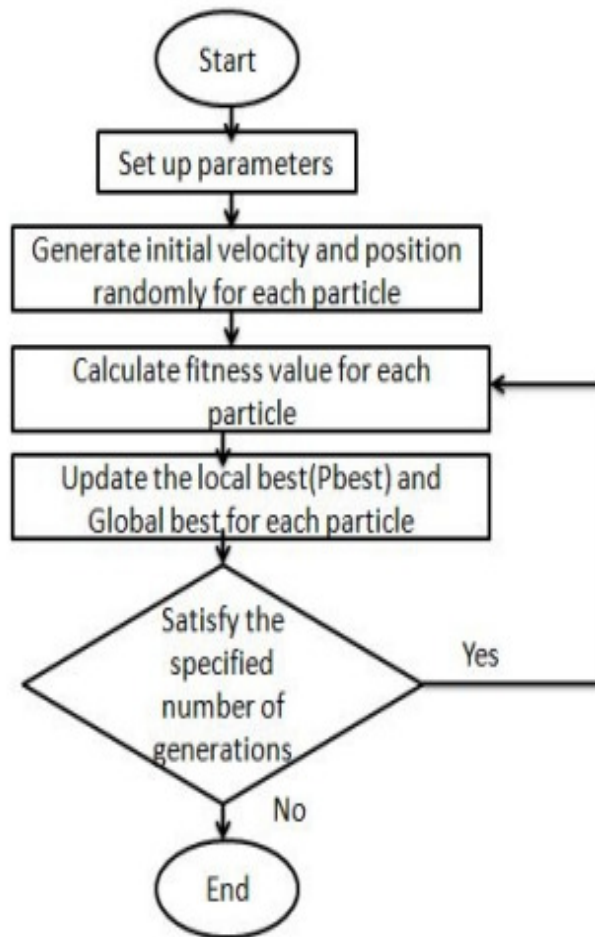 Start
Set up parameters
Generate initial velocity and position
randomly for each particle
Calculate fitness value for each
particle
Update the local best(Pbest) and
Global best for each particle
Satisfy the
specified
number of
generations
Yes
No
End